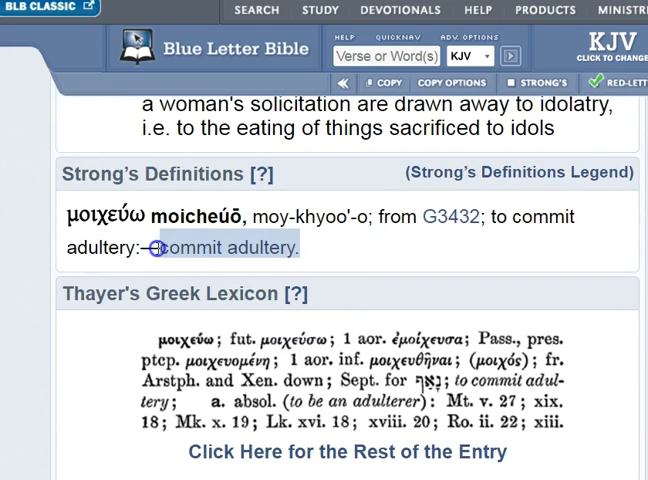 BLB CLASSIC
SEARCH STUDY DEVOTIONALS HELP PRODUCTS MINISTRI
Blue Letter Bible
HELP QUICKNAV ADV. OPTIONS
Verse or Word(s) KJV
KJV
CLICK TO CHANGE
COPY COPY OPTIONS STRONG'S RED-LETT
a woman's solicitation are drawn away to idolatry,
i.e. to the eating of things sacrificed to idols
Strong's Definitions [?] (Strong's Definitions Legend)
μοιχεύω moicheúō, moy-khyoo'-o; from G3432; to commit
adultery:—commit adultery.
Thayer's Greek Lexicon [?]
μοιχεύω; fut. μοιχεύσω; 1 aor. ἐμοίχευσα; Pass., pres.
ptcp. μοιχευομένη; 1 aor. inf. μοιχευθῆναι; (μοιχός); fr.
Arstph. and Xen. down; Sept. for נָאַף; to commit adul-
tery; a. absol. (to be an adulterer): Mt. v. 27; xix.
18; Mk. x. 19; Lk. xvi. 18; xviii. 20; Ro. ii. 22; xiii.
Click Here for the Rest of the Entry